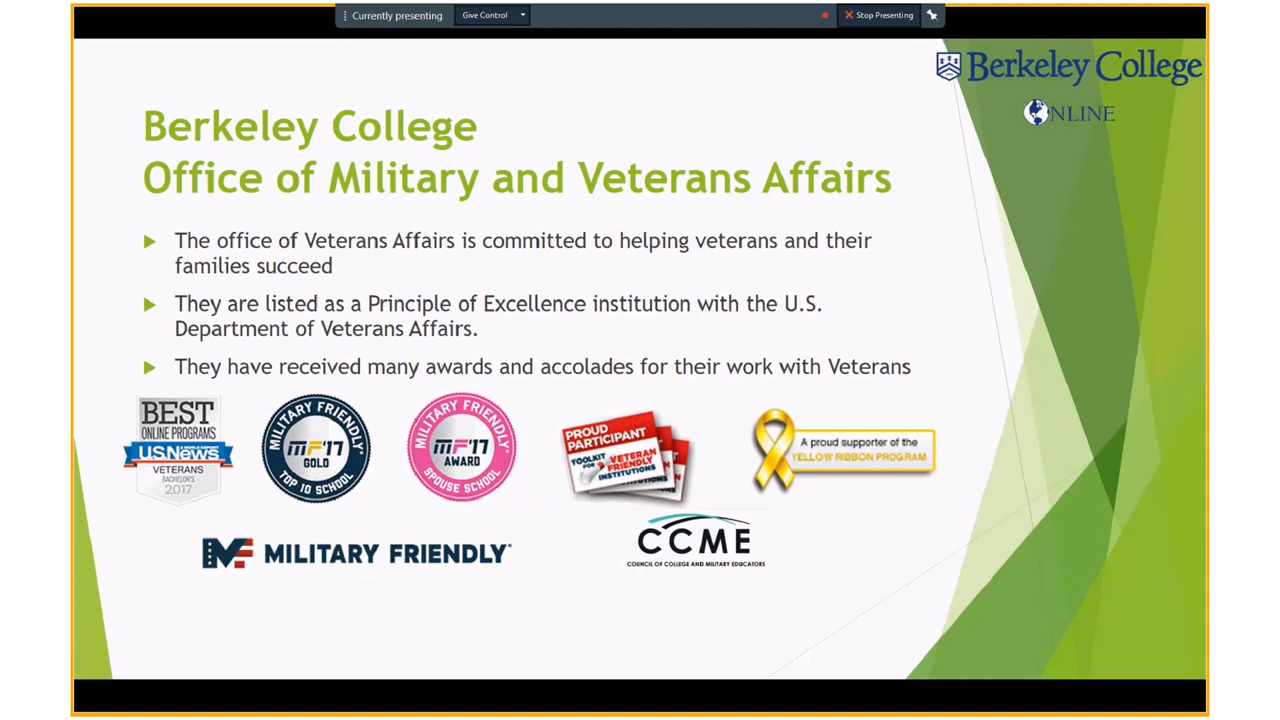 Currently presenting
Give Control
Stop Presenting
Berkeley College
ONLINE
Berkeley College
Office of Military and Veterans Affairs
The office of Veterans Affairs is committed to helping veterans and their
families succeed
They are listed as a Principle of Excellence institution with the U.S.
Department of Veterans Affairs.
They have received many awards and accolades for their work with Veterans
BEST
ONLINE PROGRAMS
U.S.News
VETERANS
BACHELOR'S
2017
MILITARY FRIENDLY®
MF'17
GOLD
TOP 10 SCHOOL
MILITARY FRIENDLY®
MF'17
AWARD
SPOUSE SCHOOL
PROUD
PARTICIPANT
TOOLKIT
FOR
VETERAN
FRIENDLY
INSTITUTIONS
A proud supporter of the
YELLOW RIBBON PROGRAM
MILITARY FRIENDLY®
CCME
COUNCIL OF COLLEGE AND MILITARY EDUCATORS